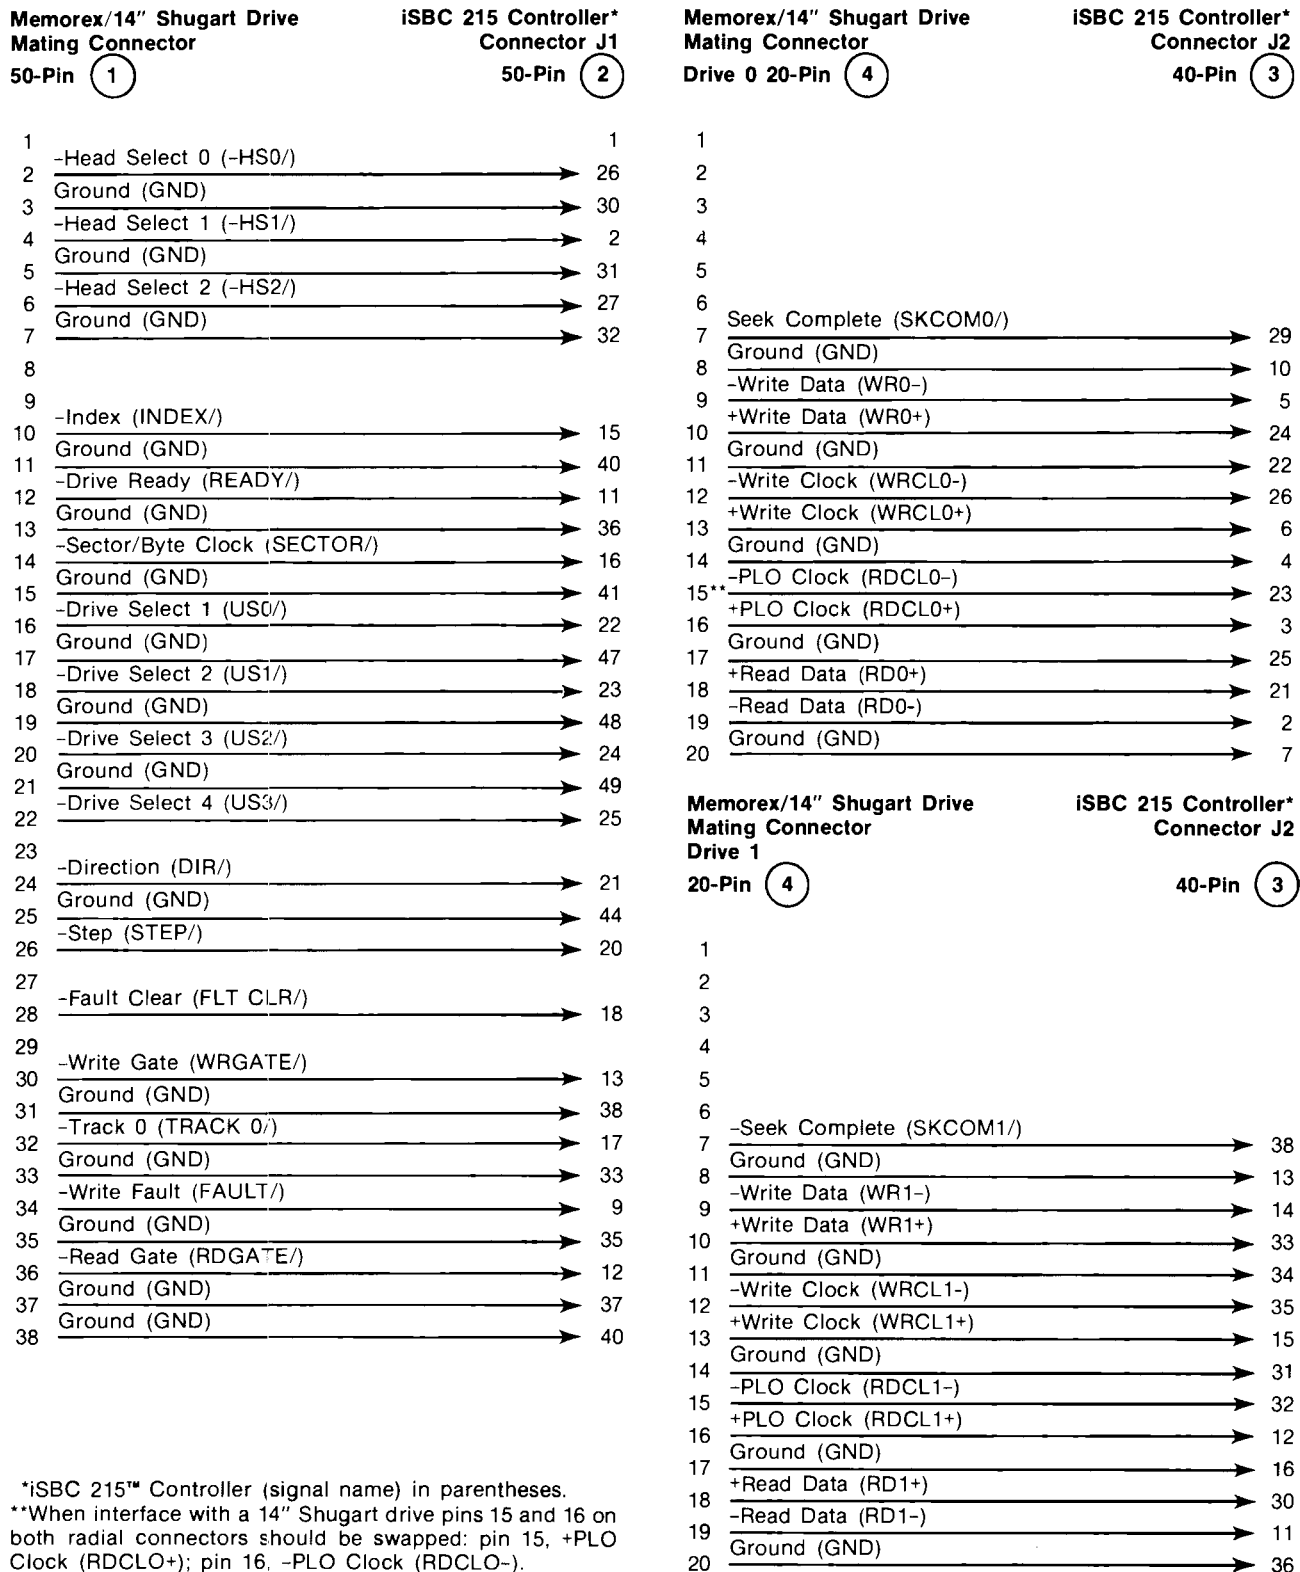 Memorex/14" Shugart Drive iSBC 215 Controller*
Mating Connector Connector J1
50-Pin 1 50-Pin 2
1 1
-Head Select 0 (-HS0/)
2 26
Ground (GND)
3 30
-Head Select 1 (-HS1/)
4 2
Ground (GND)
5 31
-Head Select 2 (-HS2/)
6 27
Ground (GND)
7 32
8
9
-Index (INDEX/)
10 15
Ground (GND)
11 40
-Drive Ready (READY/)
12 11
Ground (GND)
13 36
-Sector/Byte Clock (SECTOR/)
14 16
Ground (GND)
15 41
-Drive Select 1 (US0/)
16 22
Ground (GND)
17 47
-Drive Select 2 (US1/)
18 23
Ground (GND)
19 48
-Drive Select 3 (US2/)
20 24
Ground (GND)
21 49
-Drive Select 4 (US3/)
22 25
23
-Direction (DIR/)
24 21
Ground (GND)
25 44
-Step (STEP/)
26 20
27
-Fault Clear (FLT CLR/)
28 18
29
-Write Gate (WRGATE/)
30 13
Ground (GND)
31 38
-Track 0 (TRACK 0/)
32 17
Ground (GND)
33 33
-Write Fault (FAULT/)
34 9
Ground (GND)
35 35
-Read Gate (RDGATE/)
36 12
Ground (GND)
37 37
Ground (GND)
38 40
*iSBC 215™ Controller (signal name) in parentheses.
**When interface with a 14" Shugart drive pins 15 and 16 on
both radial connectors should be swapped: pin 15, +PLO
Clock (RDCLO+); pin 16, -PLO Clock (RDCLO-).
Memorex/14" Shugart Drive iSBC 215 Controller*
Mating Connector Connector J2
Drive 0 20-Pin 4 40-Pin 3
1
2
3
4
5
6
Seek Complete (SKCOM0/)
7 29
Ground (GND)
8 10
-Write Data (WR0-)
9 5
+Write Data (WR0+)
10 24
Ground (GND)
11 22
-Write Clock (WRCL0-)
12 26
+Write Clock (WRCL0+)
13 6
Ground (GND)
14 4
-PLO Clock (RDCL0-)
15** 23
+PLO Clock (RDCL0+)
16 3
Ground (GND)
17 25
+Read Data (RD0+)
18 21
-Read Data (RD0-)
19 2
Ground (GND)
20 7
Memorex/14" Shugart Drive iSBC 215 Controller*
Mating Connector Connector J2
Drive 1
20-Pin 4 40-Pin 3
1
2
3
4
5
6
-Seek Complete (SKCOM1/)
7 38
Ground (GND)
8 13
-Write Data (WR1-)
9 14
+Write Data (WR1+)
10 33
Ground (GND)
11 34
-Write Clock (WRCL1-)
12 35
+Write Clock (WRCL1+)
13 15
Ground (GND)
14 31
-PLO Clock (RDCL1-)
15 32
+PLO Clock (RDCL1+)
16 12
Ground (GND)
17 16
+Read Data (RD1+)
18 30
-Read Data (RD1-)
19 11
Ground (GND)
20 36